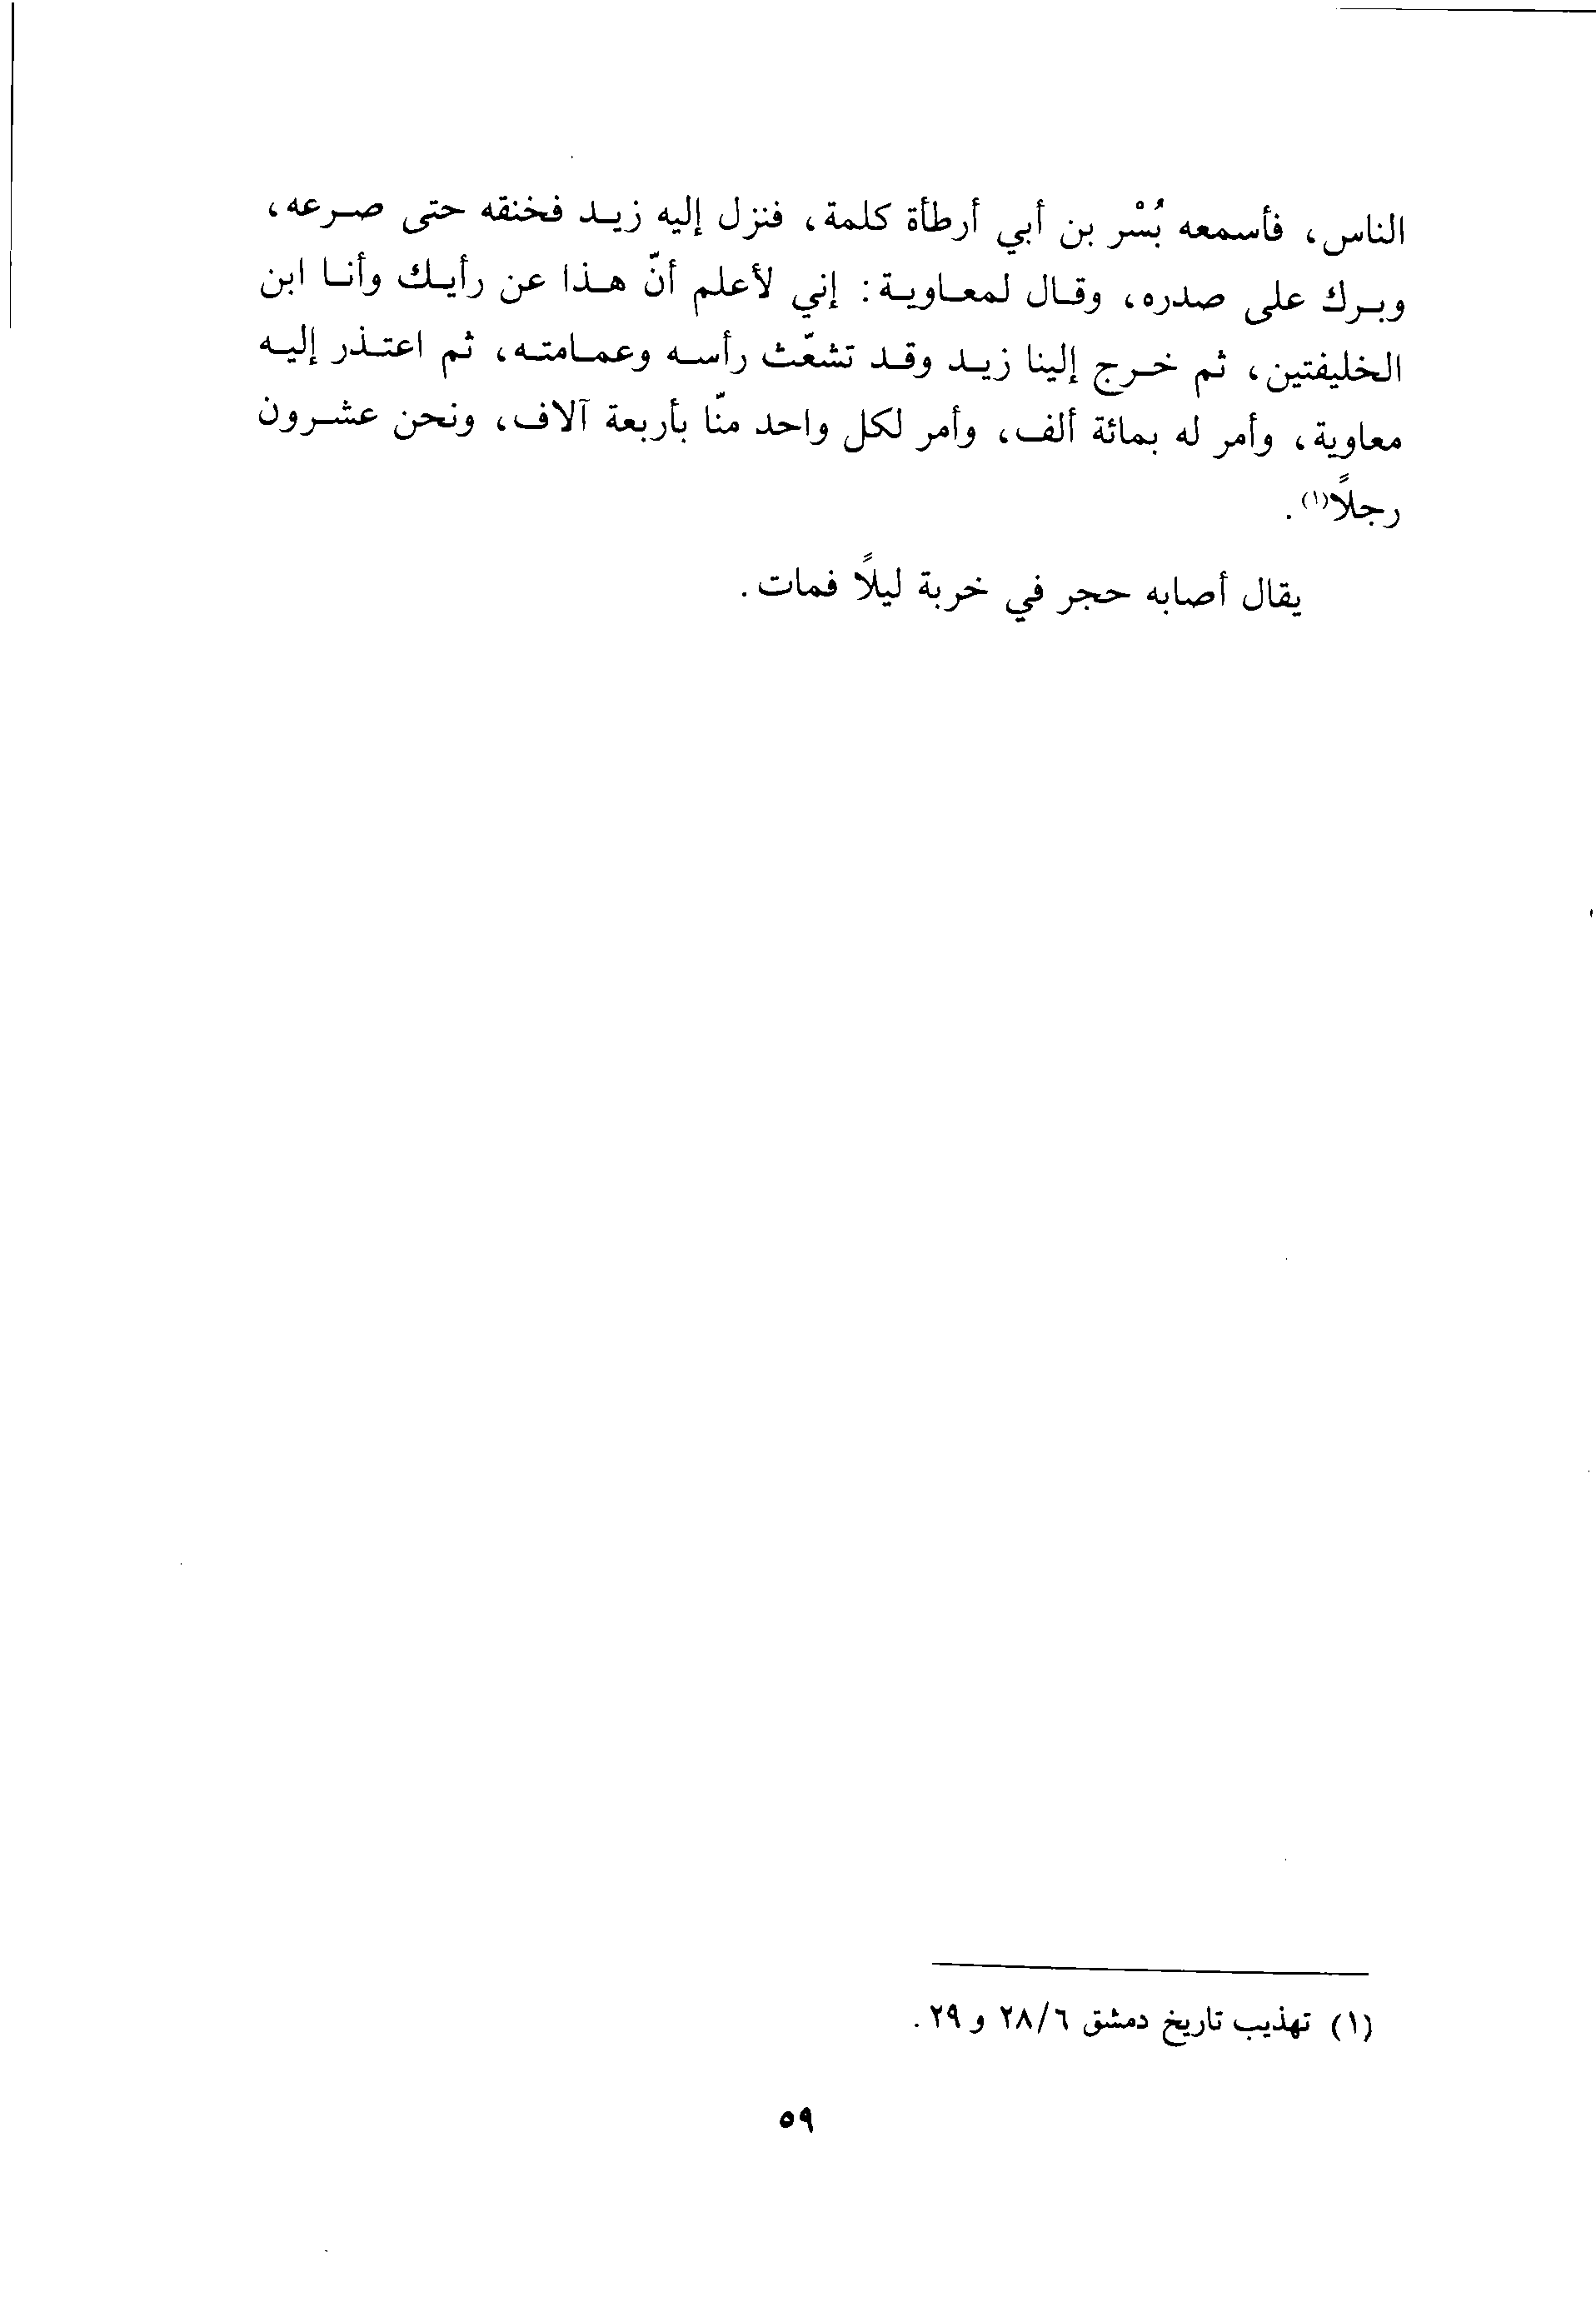 الناس، فأسمعه بُسْر بن أبي أرطأة كلمة، فنزل إليه زيد فخنقه حتى صرعه،
وبرك على صدره، وقال لمعاوية: إني لأعلم أنّ هذا عن رأيك وأنا ابن
الخليفتين، ثم خرج إلينا زيد وقد تشعّث رأسه وعمامته، ثم اعتذر إليه
معاوية، وأمر له بمائة ألف، وأمر لكل واحد منّا بأربعة آلاف، ونحن عشرون
رجلاً(١).
يقال أصابه حجر في خربة ليلاً فمات.
(١) تهذيب تاريخ دمشق ٢٨/٦ و ٢٩.
٥٩